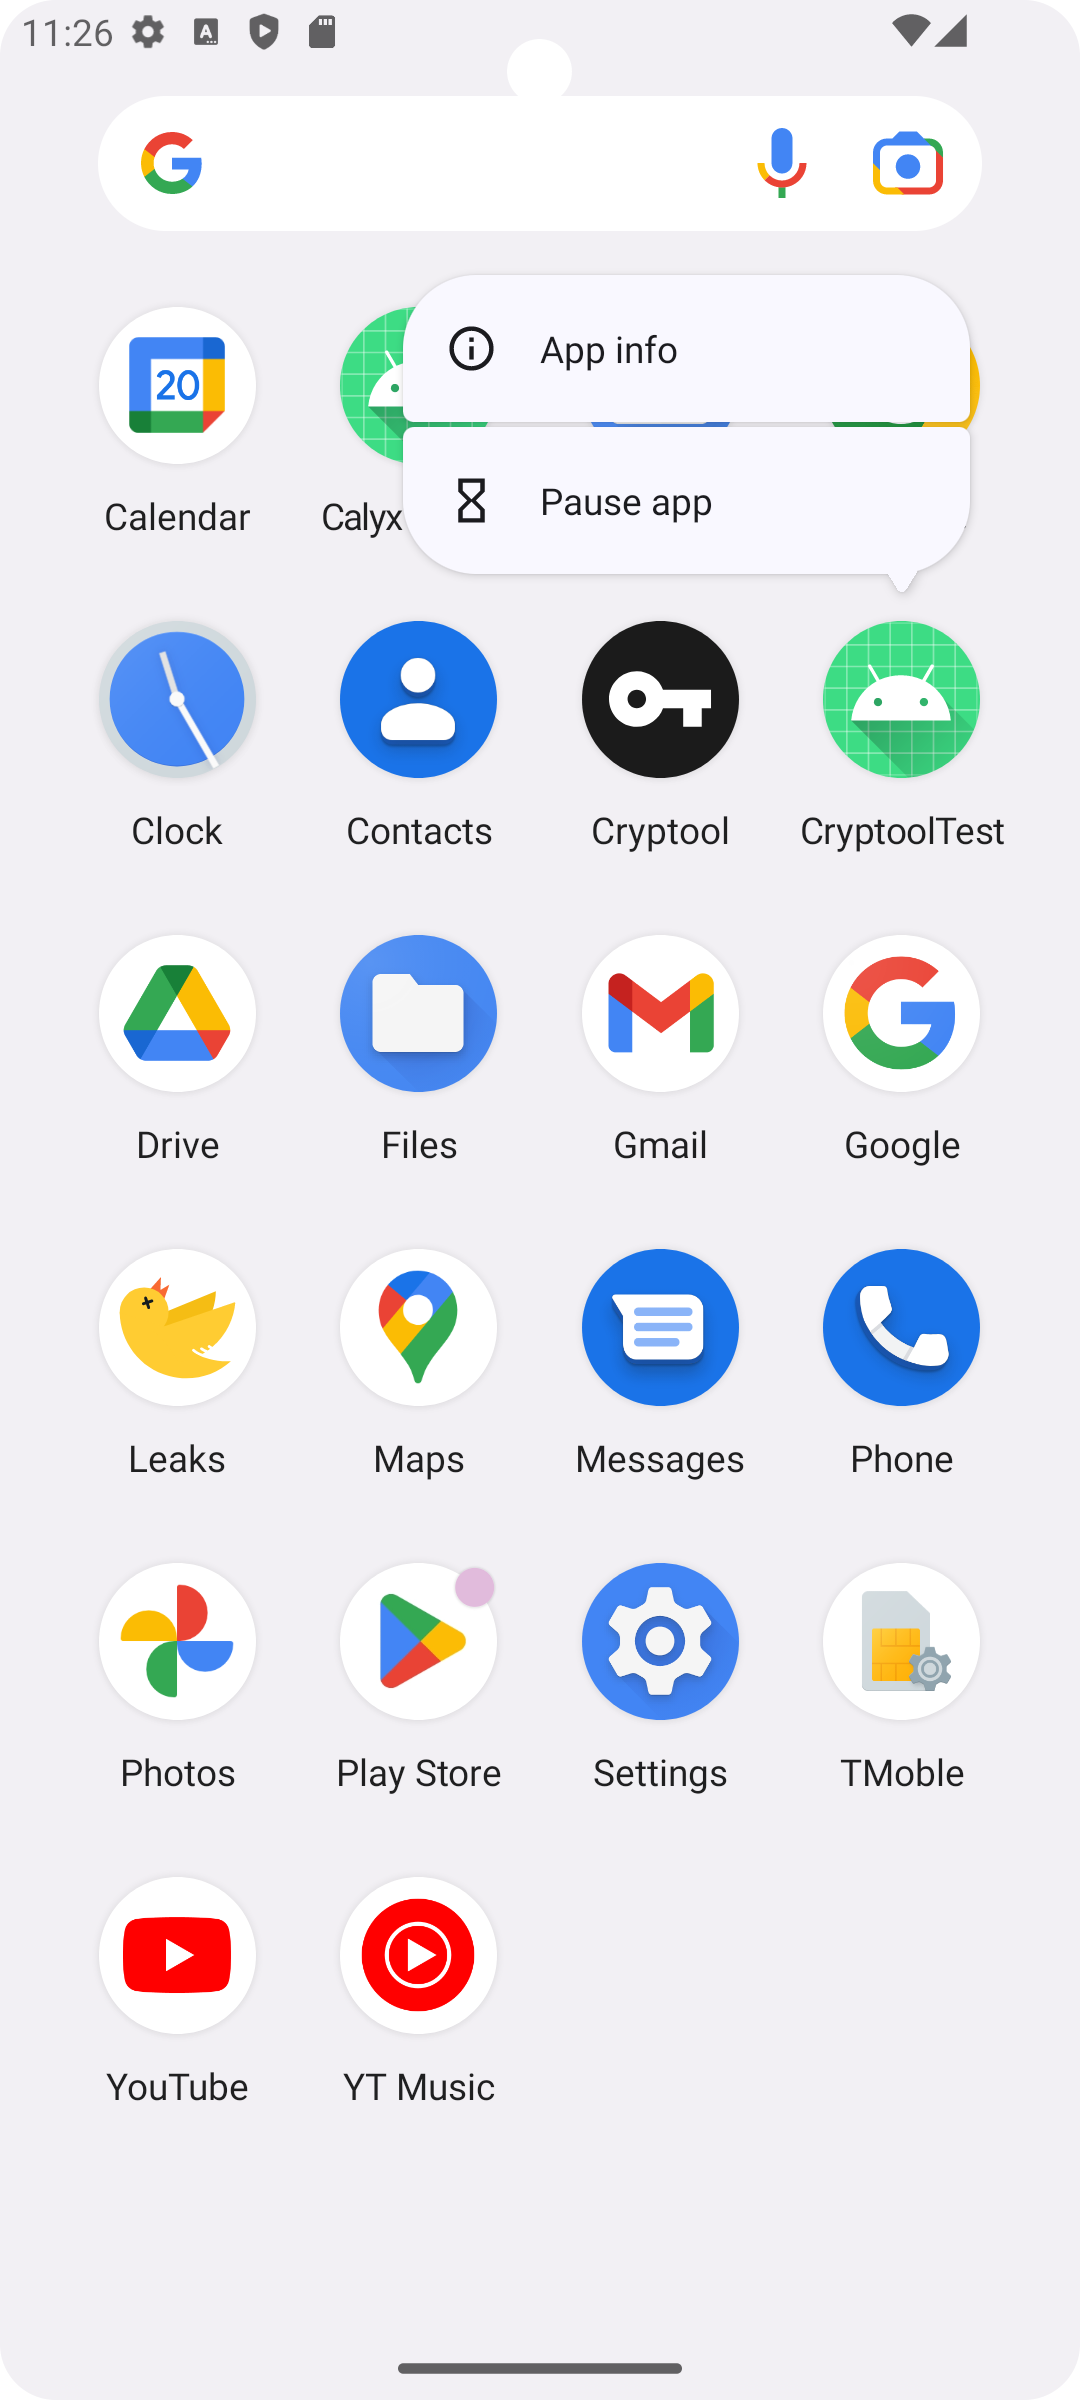 11:26
App info
20
Pause app
Calendar
Calyx
Clock
Contacts
Cryptool
CryptoolTest
Drive
Files
Gmail
Google
Leaks
Maps
Messages
Phone
Photos
Play Store
Settings
TMoble
YouTube
YT Music